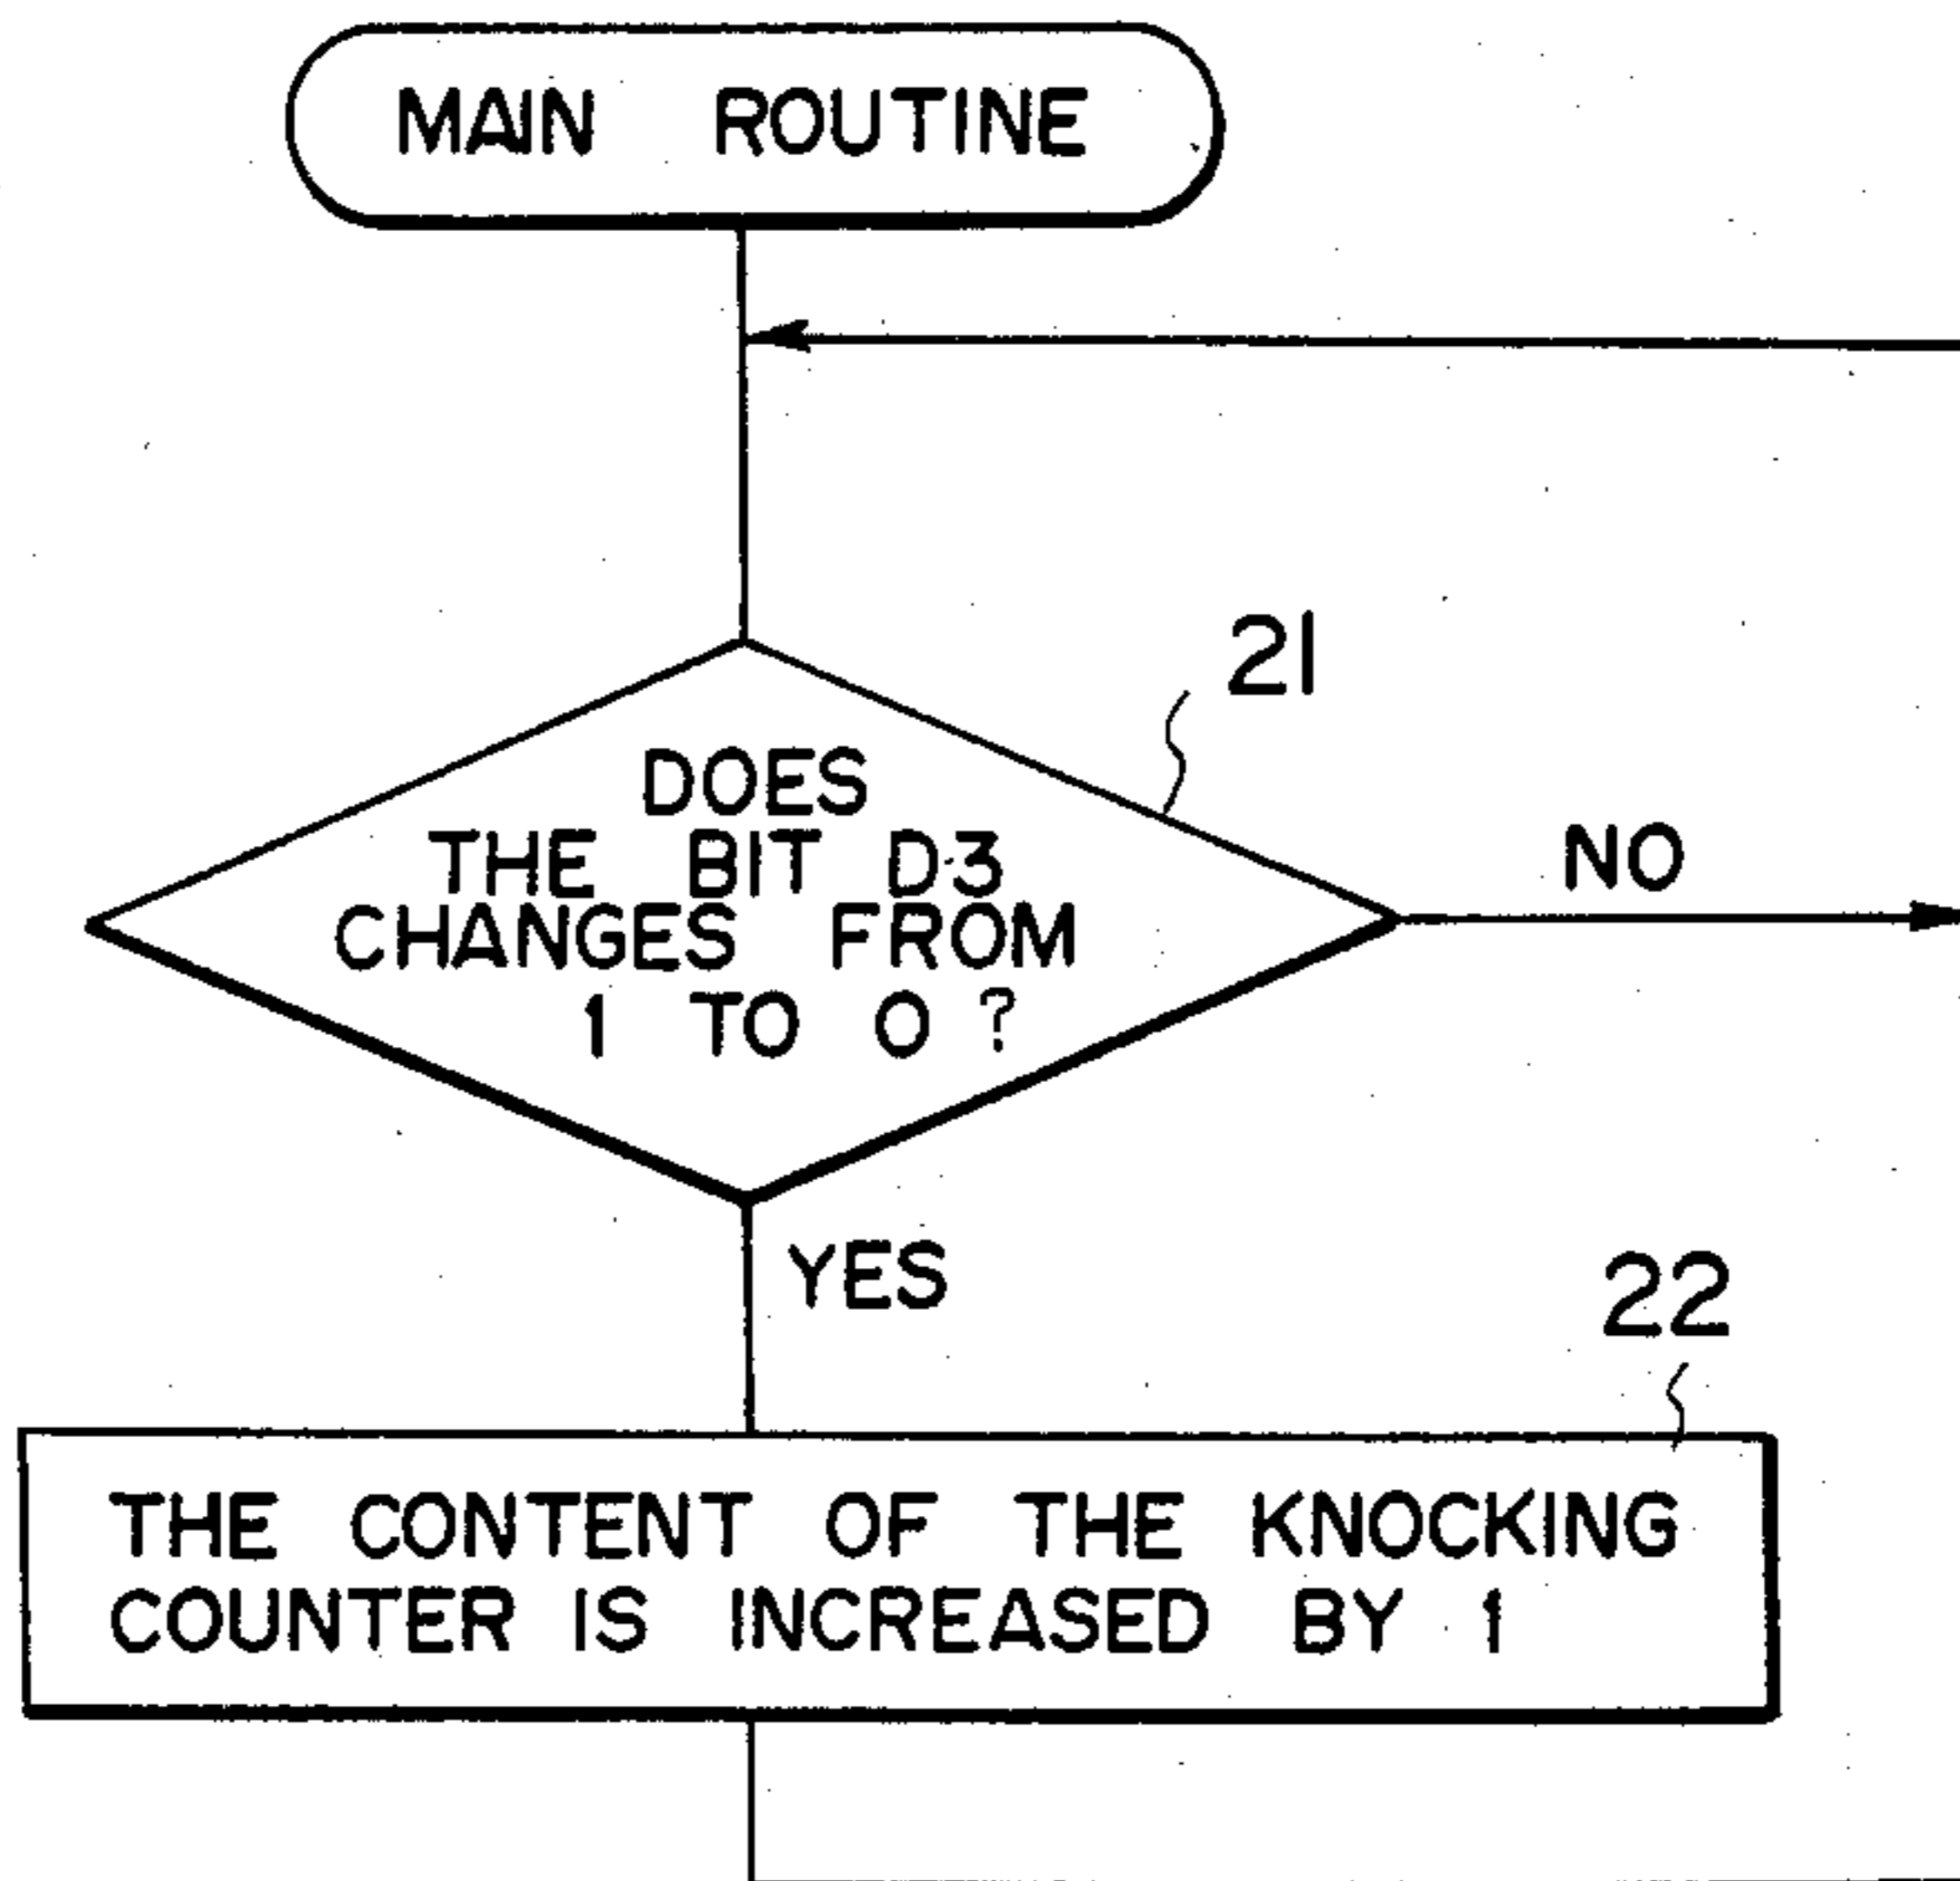 MAIN ROUTINE
21
DOES
THE BIT D3
CHANGES FROM
1 TO 0 ?
NO
YES
22
THE CONTENT OF THE KNOCKING
COUNTER IS INCREASED BY 1